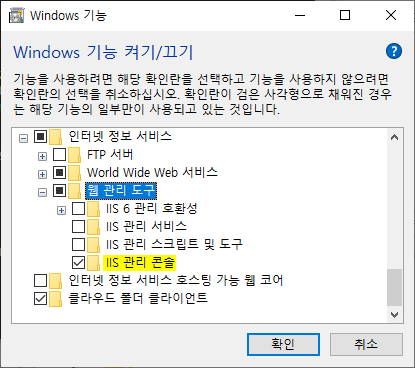 Windows 기능
Windows 기능 켜기/끄기
기능을 사용하려면 해당 확인란을 선택하고 기능을 사용하지 않으려면
확인란의 선택을 취소하십시오. 확인란이 검은 사각형으로 채워진 경우
는 해당 기능의 일부만이 사용되고 있는 것입니다.
인터넷 정보 서비스
FTP 서버
World Wide Web 서비스
웹 관리 도구
IIS 6 관리 호환성
IIS 관리 서비스
IIS 관리 스크립트 및 도구
IIS 관리 콘솔
인터넷 정보 서비스 호스팅 가능 웹 코어
클라우드 폴더 클라이언트
확인
취소